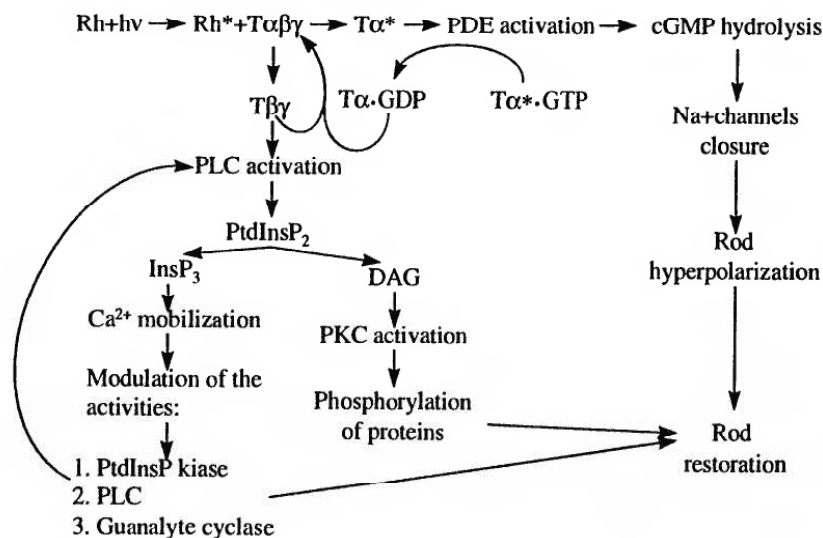 Rh+hν → Rh*+Tαβγ → Tα* → PDE activation → cGMP hydrolysis
Tβγ
Tα·GDP
Tα*·GTP
Na+channels
closure
PLC activation
PtdInsP₂
Rod
hyperpolarization
InsP₃
DAG
Ca²⁺ mobilization
PKC activation
Modulation of the
activities:
Phosphorylation
of proteins
Rod
restoration
1. PtdInsP kiase
2. PLC
3. Guanalyte cyclase